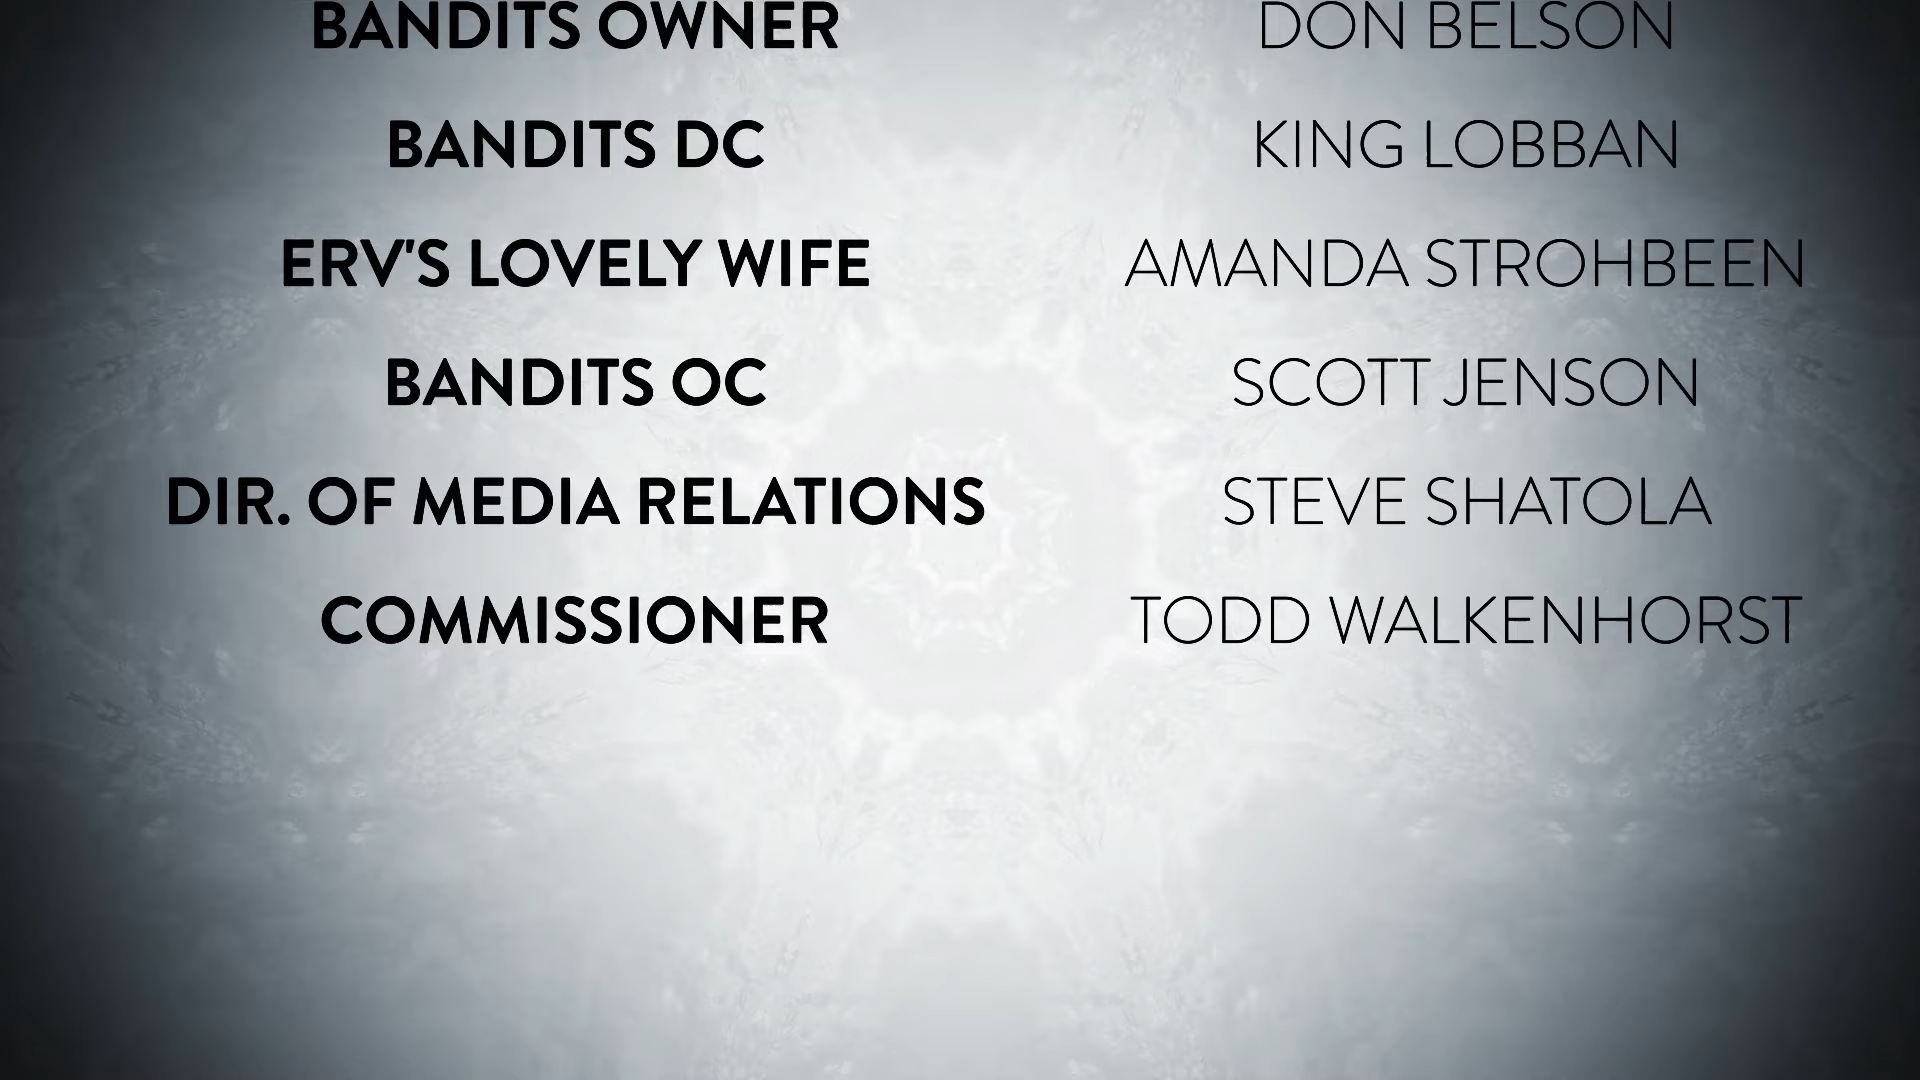 BANDITS OWNER DON BELSON
BANDITS DC KING LOBBAN
ERV'S LOVELY WIFE AMANDA STROHBEEN
BANDITS OC SCOTT JENSON
DIR. OF MEDIA RELATIONS STEVE SHATOLA
COMMISSIONER TODD WALKENHORST